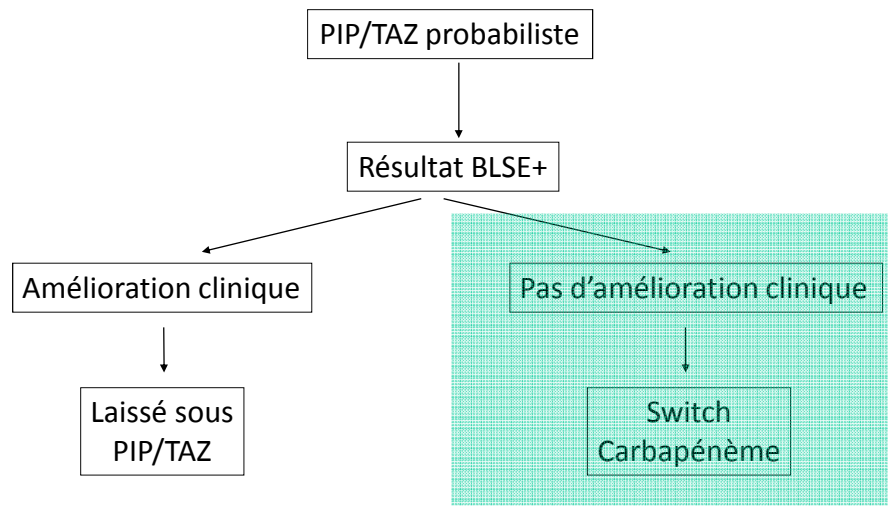 PIP/TAZ probabiliste
Résultat BLSE+
Amélioration clinique
Pas d'amélioration clinique
Laissé sous
PIP/TAZ
Switch
Carbapénème